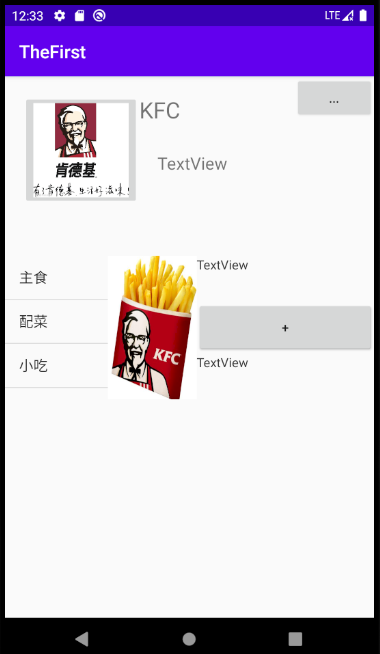 12:33
LTE
TheFirst
...
KFC
肯德基
有了肯德基 生活好滋味
TextView
主食
TextView
配菜
+
KFC
小吃
TextView